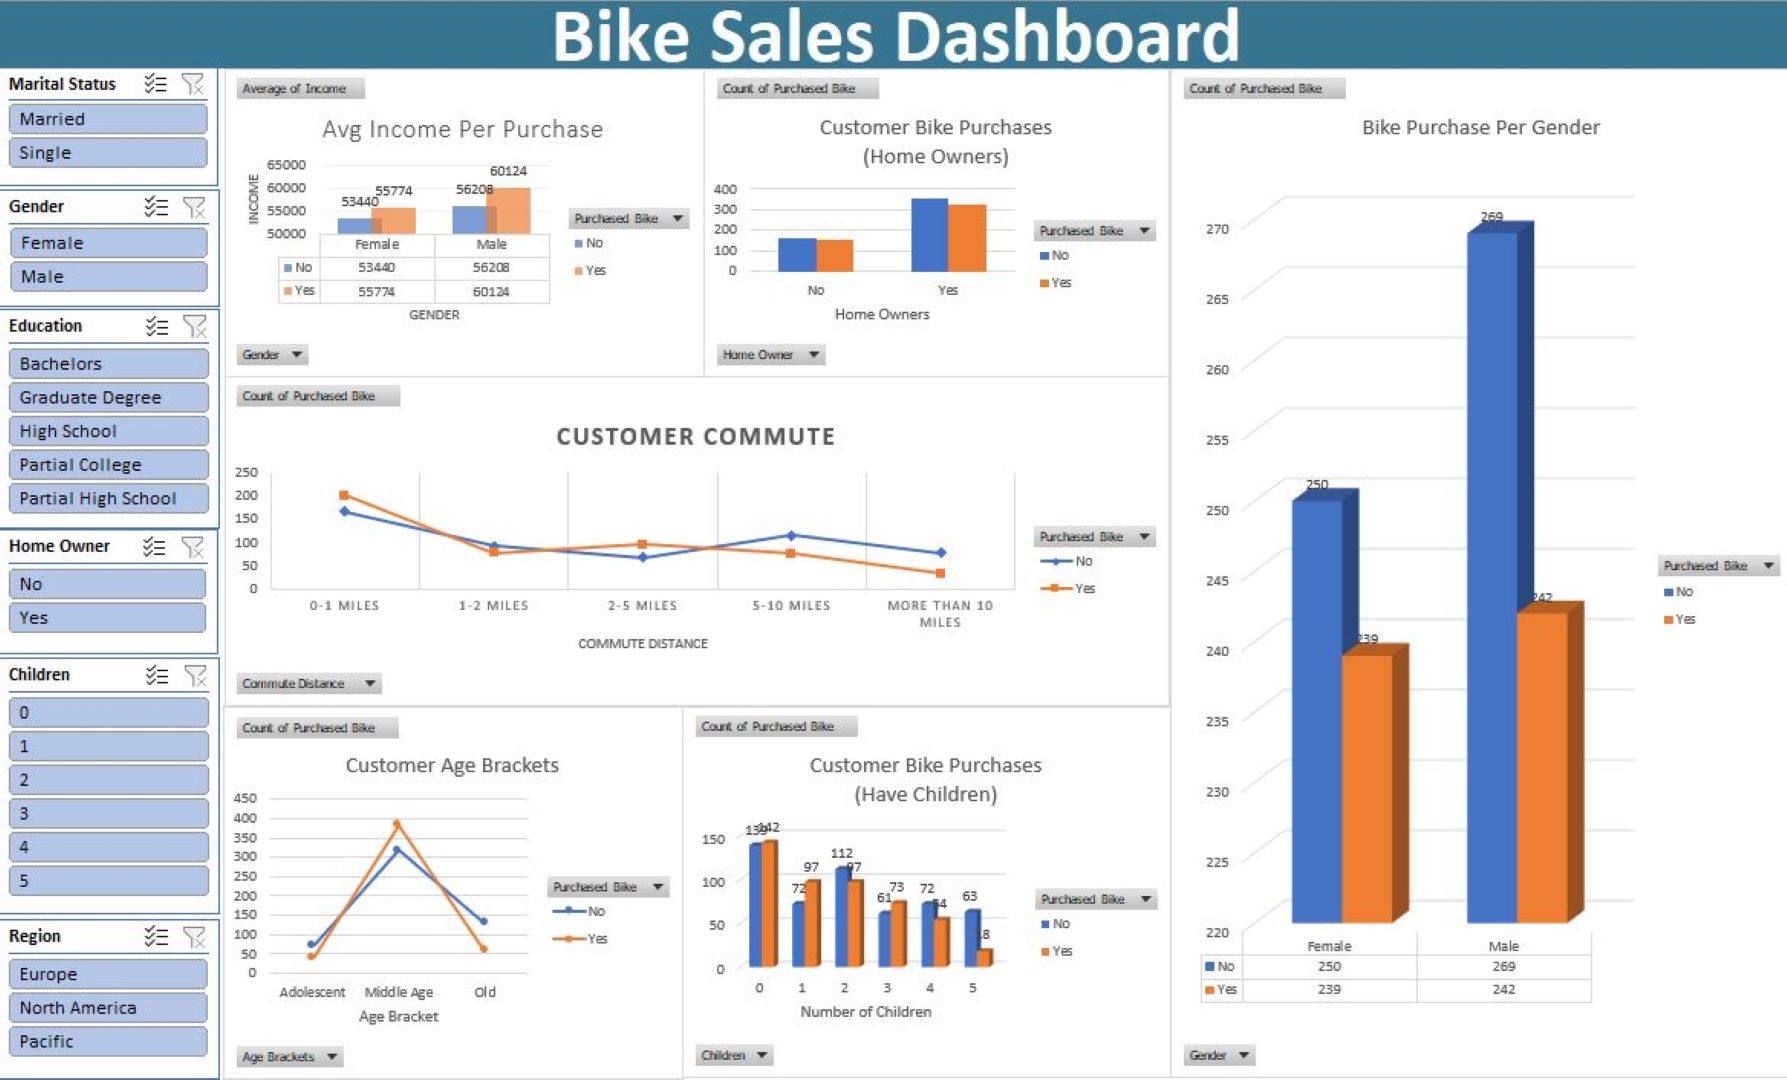 Bike Sales Dashboard
Marital Status
Married
Single
Gender
Female
Male
Education
Bachelors
Graduate Degree
High School
Partial College
Partial High School
Home Owner
No
Yes
Children
0
1
2
3
4
5
Region
Europe
North America
Pacific
Average of Income
Avg Income Per Purchase
INCOME
65000
60000
55000
50000
53440
55774
56208
60124
Female Male
No 53440 56208
Yes 55774 60124
GENDER
Purchased Bike
No
Yes
Gender
Count of Purchased Bike
Customer Bike Purchases
(Home Owners)
400
300
200
100
0
No Yes
Home Owners
Purchased Bike
No
Yes
Home Owner
Count of Purchased Bike
CUSTOMER COMMUTE
250
200
150
100
50
0
0-1 MILES 1-2 MILES 2-5 MILES 5-10 MILES MORE THAN 10
MILES
COMMUTE DISTANCE
Purchased Bike
No
Yes
Commute Distance
Count of Purchased Bike
Customer Age Brackets
450
400
350
300
250
200
150
100
50
0
Adolescent Middle Age Old
Age Bracket
Purchased Bike
No
Yes
Age Brackets
Count of Purchased Bike
Customer Bike Purchases
(Have Children)
150
100
50
0
139 142
72 97
112 97
61 73
72 54
63 18
0 1 2 3 4 5
Number of Children
Purchased Bike
No
Yes
Children
Count of Purchased Bike
Bike Purchase Per Gender
270
265
260
255
250
245
240
235
230
225
220
250
239
269
242
Female Male
No 250 269
Yes 239 242
Purchased Bike
No
Yes
Gender